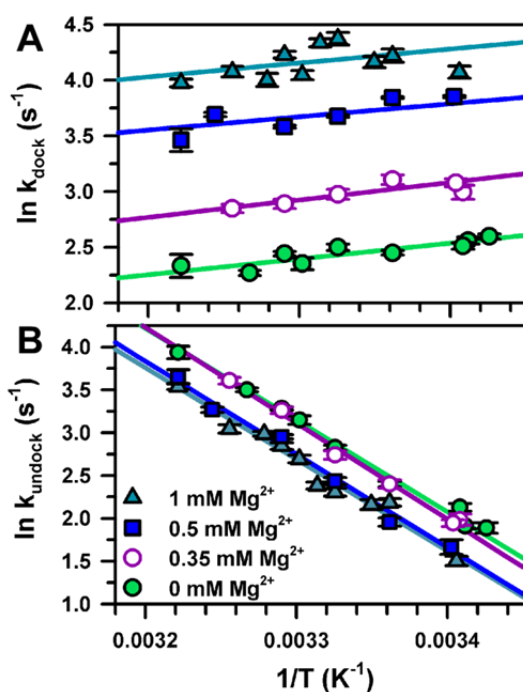 A
4.5
4.0
3.5
3.0
2.5
2.0
ln k_dock (s⁻¹)
B
4.0
3.5
3.0
2.5
2.0
1.5
1.0
ln k_undock (s⁻¹)
1 mM Mg²⁺
0.5 mM Mg²⁺
0.35 mM Mg²⁺
0 mM Mg²⁺
0.0032 0.0033 0.0034
1/T (K⁻¹)